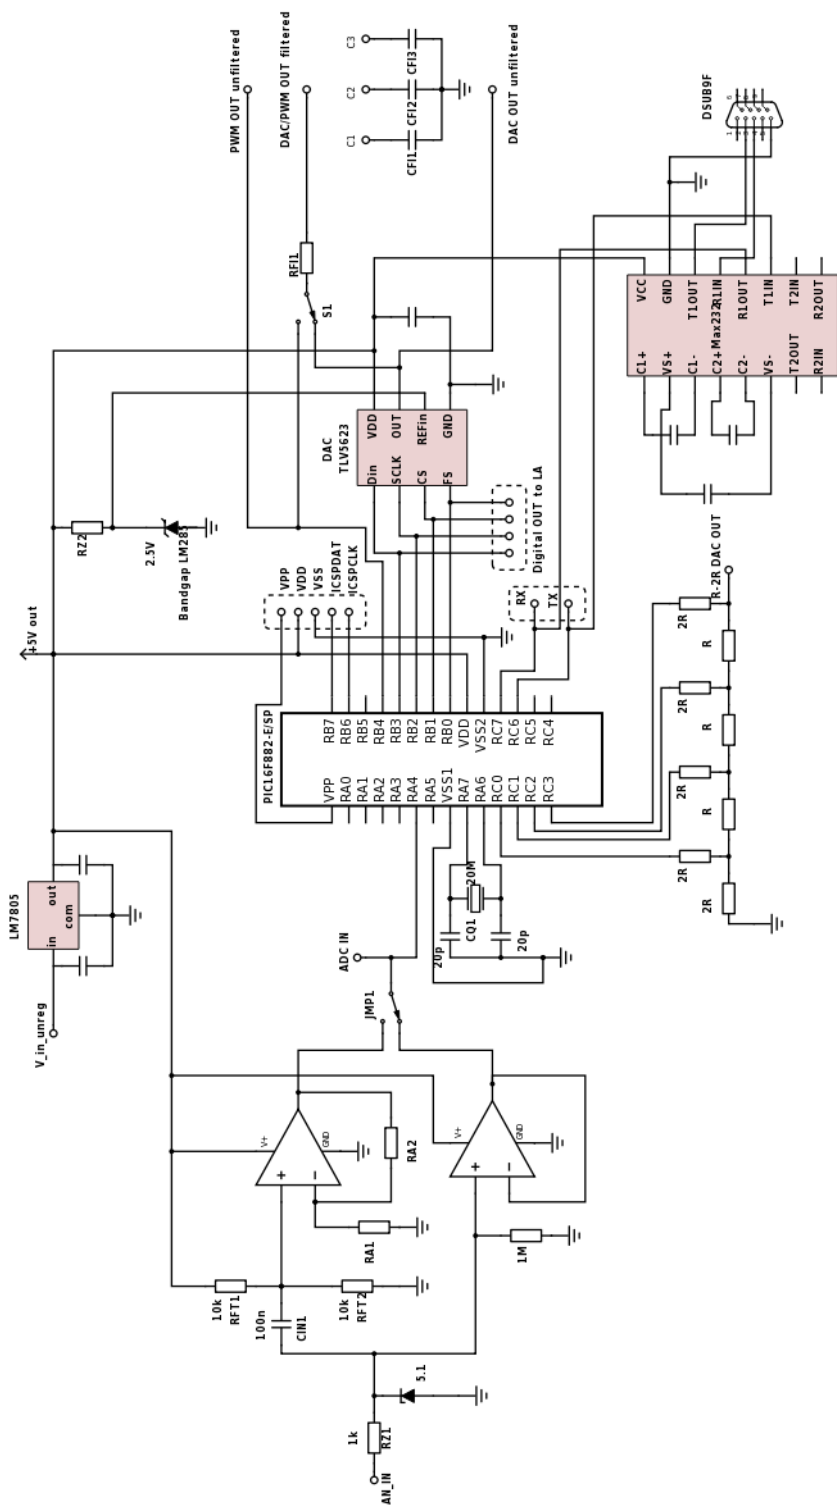 PWM OUT unfiltered
DAC/PWM OUT filtered
C3
C2
C1
CFI3
CFI2
CFI1
DAC OUT unfiltered
DSUB9F
RFI1
S1
VCC
GND
T1OUT
R1IN
R1OUT
T1IN
T2IN
R2OUT
Max232
C1+
VS+
C1-
C2+
C2-
VS-
T2OUT
R2IN
DAC
TLV5623
VDD
OUT
REFin
GND
Din
SCLK
CS
FS
Digital OUT to LA
+5V out
RZ2
2.5V
Bandgap LM285
VPP
VDD
VSS
ICSPDAT
ICSPCLK
RX
TX
R-2R DAC OUT
2R
R
2R
R
2R
R
2R
2R
PIC16F882-E/SP
RB7
RB6
RB5
RB4
RB3
RB2
RB1
RB0
VDD
VSS2
RC7
RC6
RC5
RC4
VPP
RA0
RA1
RA2
RA3
RA4
RA5
VSS1
RA7
RA6
RC0
RC1
RC2
RC3
LM7805
in
out
com
V_in_unreg
20M
CQ1
20p
20p
ADC IN
JMP1
V+
GND
+
−
RA2
RA1
V+
GND
+
−
1M
10k
RFT1
100n
CIN1
10k
RFT2
5.1
1k
RZ1
AN_IN